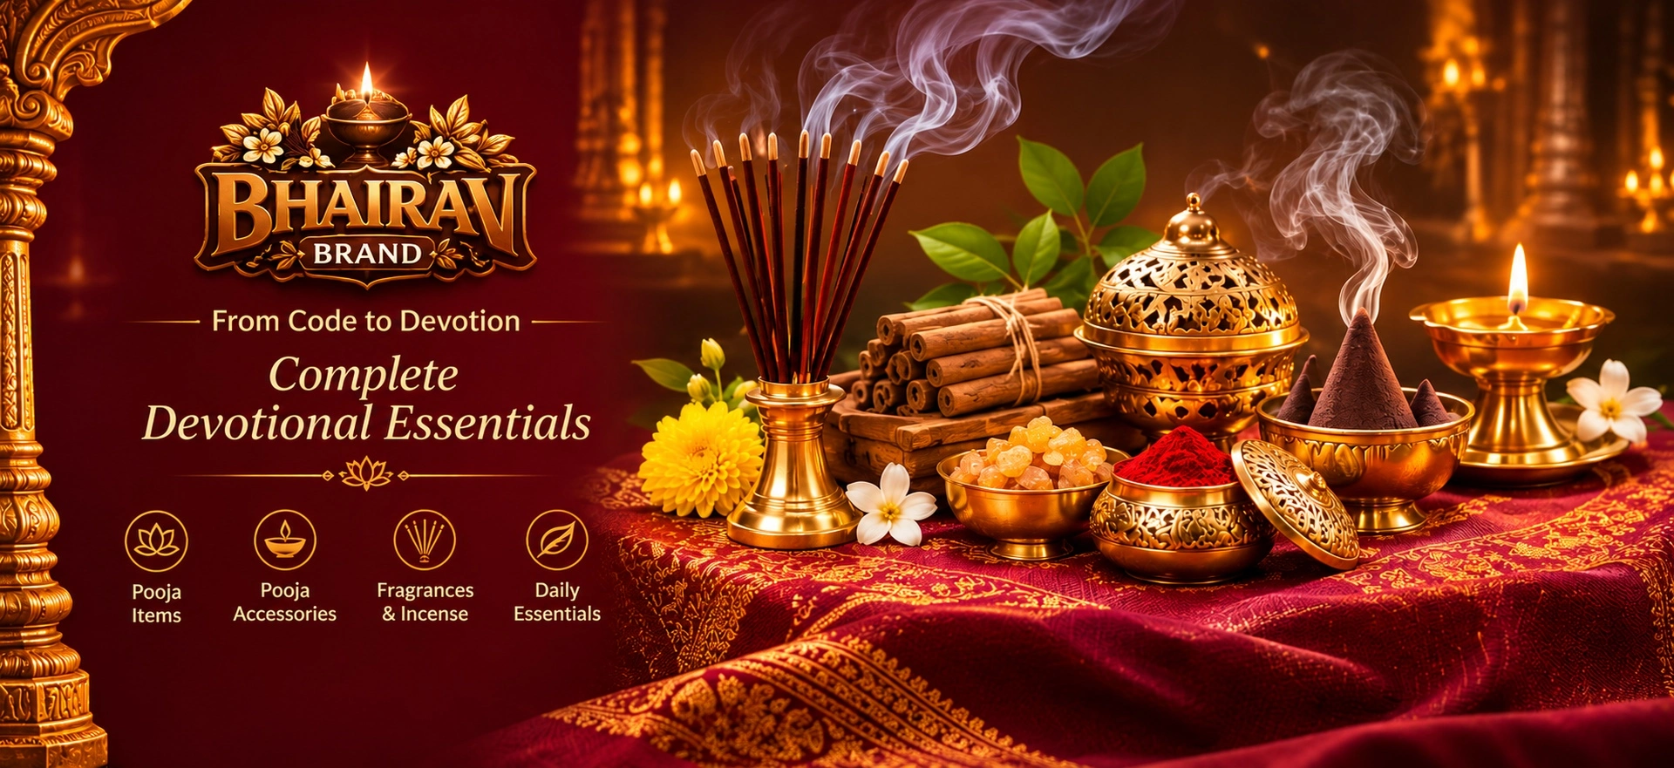 BHAIRAV
BRAND
From Code to Devotion
Complete
Devotional Essentials
Pooja
Items
Pooja
Accessories
Fragrances
& Incense
Daily
Essentials